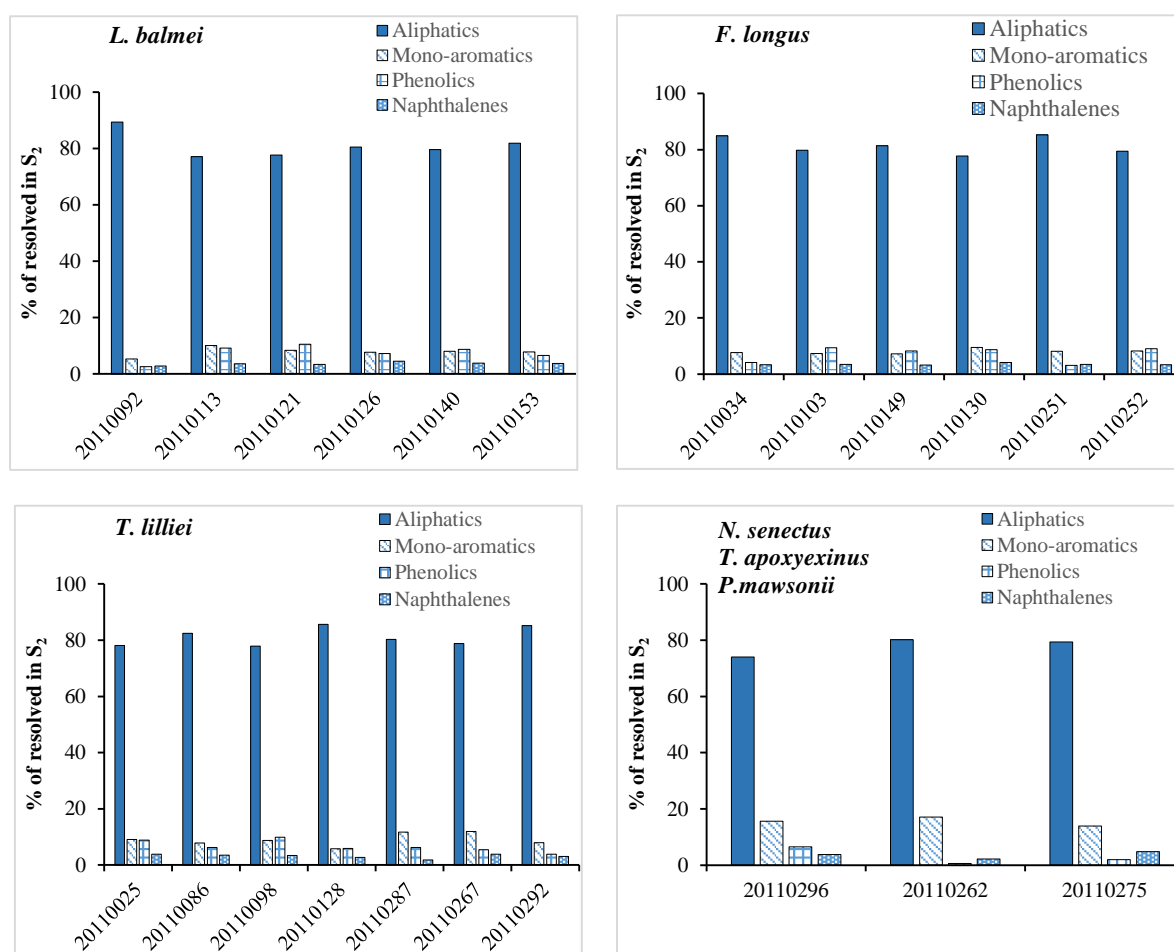 L. balmei
Aliphatics
Mono-aromatics
Phenolics
Naphthalenes
% of resolved in S₂
100
80
60
40
20
0
20110092
20110113
20110121
20110126
20110140
20110153
F. longus
Aliphatics
Mono-aromatics
Phenolics
Naphthalenes
% of resolved in S₂
100
80
60
40
20
0
20110034
20110103
20110149
20110130
20110251
20110252
T. lilliei
Aliphatics
Mono-aromatics
Phenolics
Naphthalenes
% of resolved in S₂
100
80
60
40
20
0
20110025
20110086
20110098
20110128
20110287
20110267
20110292
N. senectus
T. apoxyexinus
P.mawsonii
Aliphatics
Mono-aromatics
Phenolics
Naphthalenes
% of resolved in S₂
100
80
60
40
20
0
20110296
20110262
20110275